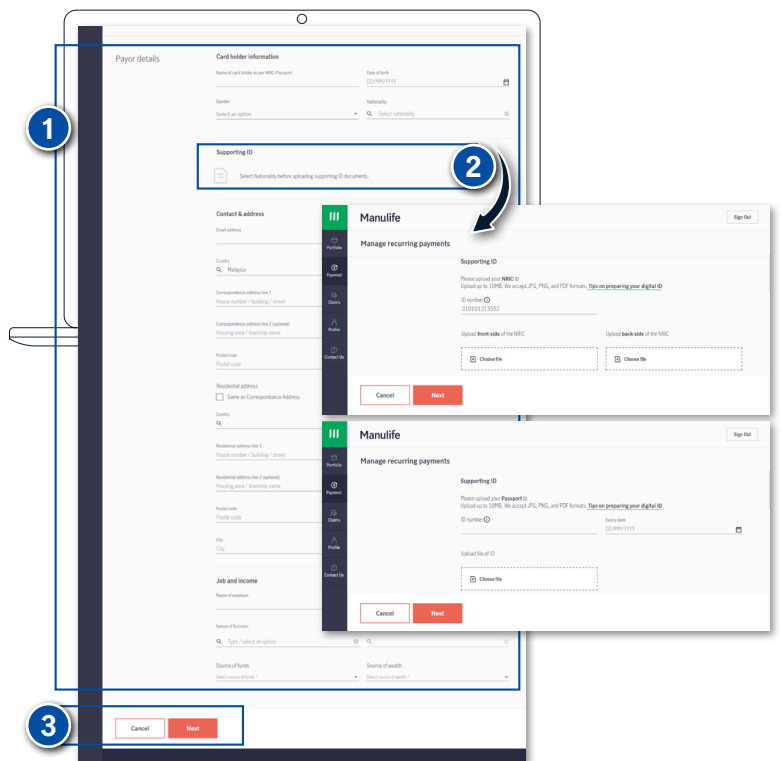 Payor details
Card holder information
Name of card holder as per NRIC/Passport
Date of birth
DD/MM/YYYY
Gender
Nationality
Select an option
Select nationality
1
Supporting ID
2
Select Nationality before uploading supporting ID documents.
Contact & address
Email address
Country
Malaysia
Correspondence address line 1
House number / building / street
Correspondence address line 2 (optional)
Housing area / township name
Postal code
Postal code
Residential address
Same as Correspondance Address
Country
Residential address line 1
House number / building / street
Residential address line 2 (optional)
Housing area / township name
Postal code
Postal code
City
City
Job and income
Name of employer
Nature of Business
Type / select an option
Source of funds
Source of wealth
Select source of funds *
Select source of wealth *
3
Cancel
Next
Manulife
Sign Out
Manage recurring payments
Portfolio
Payment
Claims
Profile
Contact Us
Supporting ID
Please upload your NRIC ID
Upload up to 10MB. We accept JPG, PNG, and PDF formats. Tips on preparing your digital ID
ID number
010101213552
Upload front-side of the NRIC
Upload back-side of the NRIC
Choose file
Choose file
Cancel
Next
Manulife
Sign Out
Manage recurring payments
Portfolio
Payment
Claims
Profile
Contact Us
Supporting ID
Please upload your Passport ID
Upload up to 10MB. We accept JPG, PNG, and PDF formats. Tips on preparing your digital ID
ID number
Expiry date
DD/MM/YYYY
Upload file of ID
Choose file
Cancel
Next